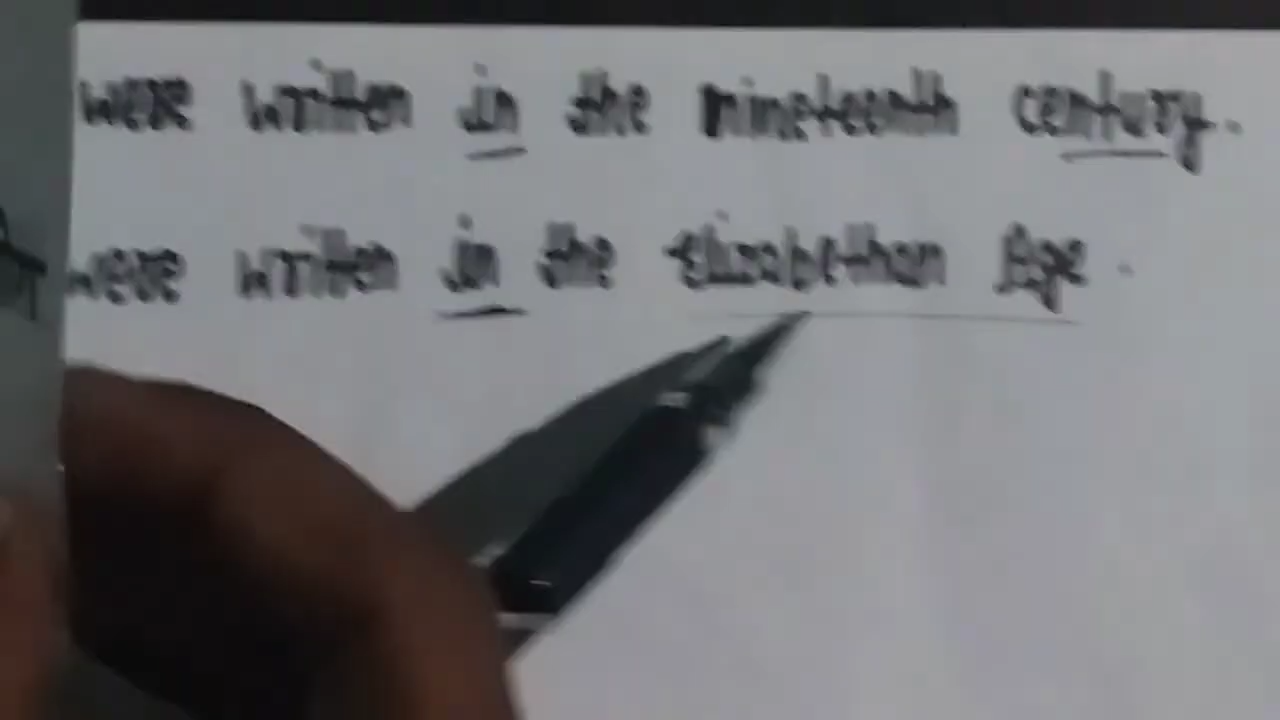 were written in the nineteenth century.
were written in the Elizabethan Age.